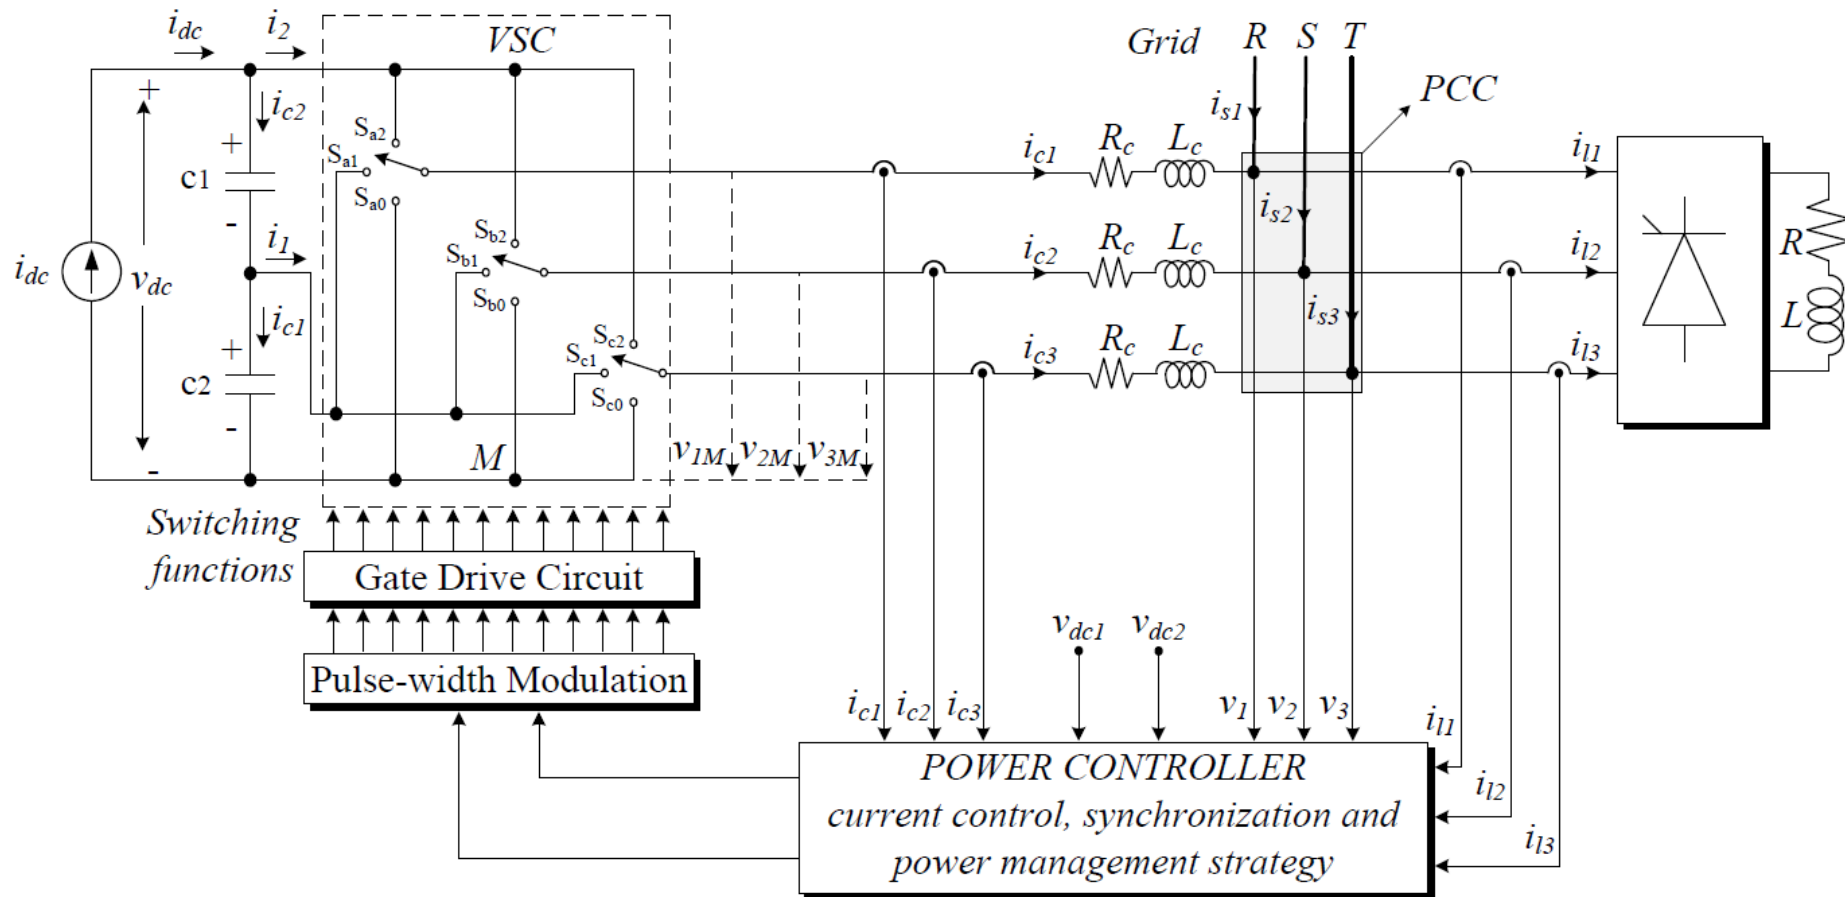 i_dc
i_2
VSC
Grid
R
S
T
PCC
+
i_c2
i_s1
S_a2
S_a1
S_a0
+
c1
-
i_c1
R_c
L_c
i_l1
i_s2
S_b2
S_b1
S_b0
i_1
i_c2
R_c
L_c
i_l2
R
i_dc
v_dc
i_c1
i_s3
L
+
c2
-
S_c2
S_c1
S_c0
i_c3
R_c
L_c
i_l3
-
M
v_1M
v_2M
v_3M
Switching
functions
Gate Drive Circuit
Pulse-width Modulation
v_dc1
v_dc2
i_c1
i_c2
i_c3
v_1
v_2
v_3
i_l1
i_l2
i_l3
POWER CONTROLLER
current control, synchronization and
power management strategy